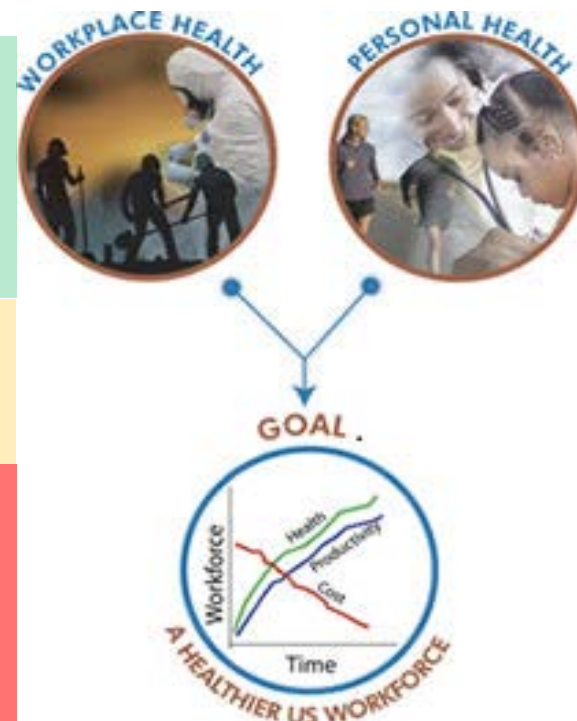 WORKPLACE HEALTH
PERSONAL HEALTH
GOAL .
Workforce
Health
Productivity
Cost
Time
A HEALTHIER US WORKFORCE